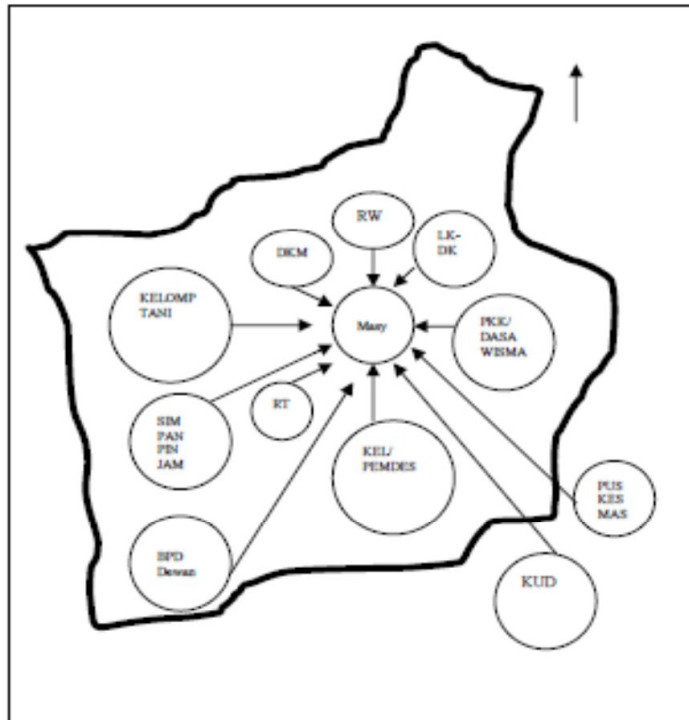 RW
LK-
DK
DKM
KELOMP
TANI
Masy
PKK/
DASA
WISMA
RT
SIM
PAN
PIN
JAM
KEL/
PEMDES
PUS
KES
MAS
BPD
Dewan
KUD